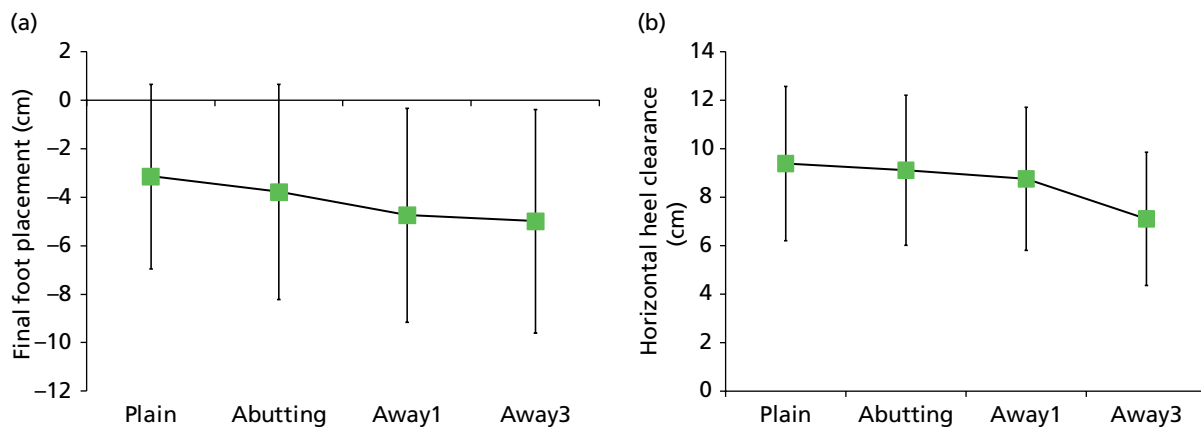 (a)
Final foot placement (cm)
2
0
–2
–4
–6
–8
–10
–12
Plain Abutting Away1 Away3
(b)
Horizontal heel clearance
(cm)
14
12
10
8
6
4
2
0
Plain Abutting Away1 Away3